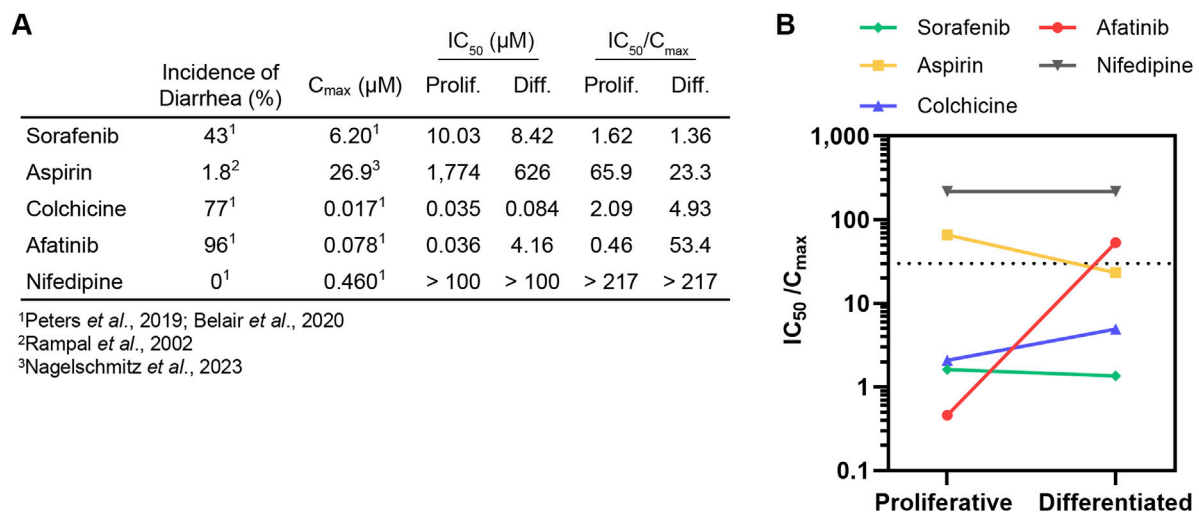 A
IC50 (µM) IC50/Cmax
Incidence of Diarrhea (%) Cmax (µM) Prolif. Diff. Prolif. Diff.
Sorafenib 43¹ 6.20¹ 10.03 8.42 1.62 1.36
Aspirin 1.8² 26.9³ 1,774 626 65.9 23.3
Colchicine 77¹ 0.017¹ 0.035 0.084 2.09 4.93
Afatinib 96¹ 0.078¹ 0.036 4.16 0.46 53.4
Nifedipine 0¹ 0.460¹ > 100 > 100 > 217 > 217
¹Peters et al., 2019; Belair et al., 2020
²Rampal et al., 2002
³Nagelschmitz et al., 2023
B
Sorafenib Afatinib
Aspirin Nifedipine
Colchicine
IC50 /Cmax
1,000
100
10
1
0.1
Proliferative Differentiated